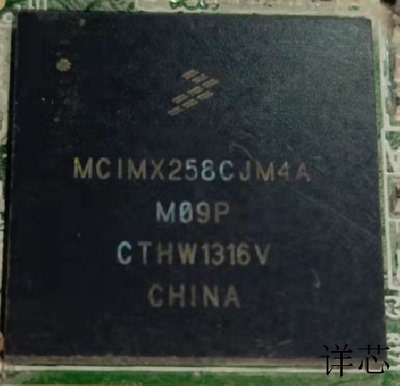 MCIMX258CJM4A
M09P
CTHW1316V
CHINA
详芯